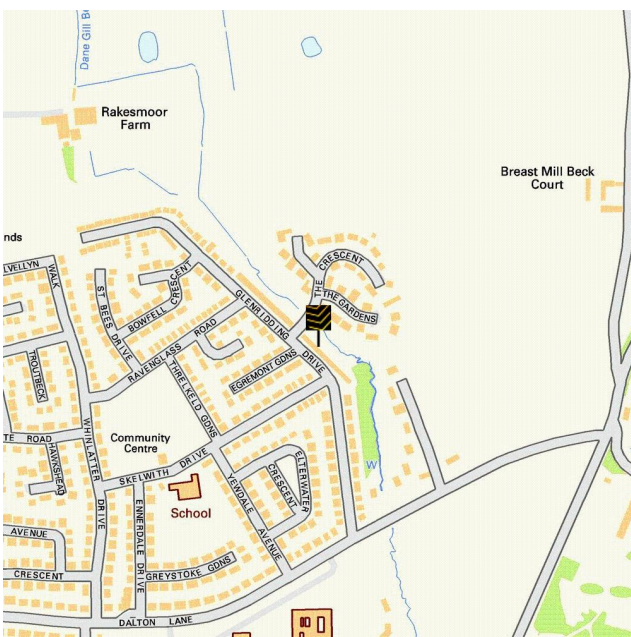 Dane Gill Be
Rakesmoor
Farm
Breast Mill Beck
Court
nds
LVELLYN
WALK
ST BEES DRIVE
BOWFELL
CRESCENT
THE
CRESCENT
THE GARDENS
GLENRIDDING
DRIVE
RAVENGLASS ROAD
TROUTBECK
THRELKELD GDNS
EGREMONT GDNS
WHINLATTER
DRIVE
TE ROAD
HAWKSHEAD
Community
Centre
SKELWITH DRIVE
School
YEWDALE
AVENUE
ELTERWATER
CRESCENT
W
ENNERDALE DRIVE
AVENUE
CRESCENT
GREYSTOKE GDNS
DALTON LANE